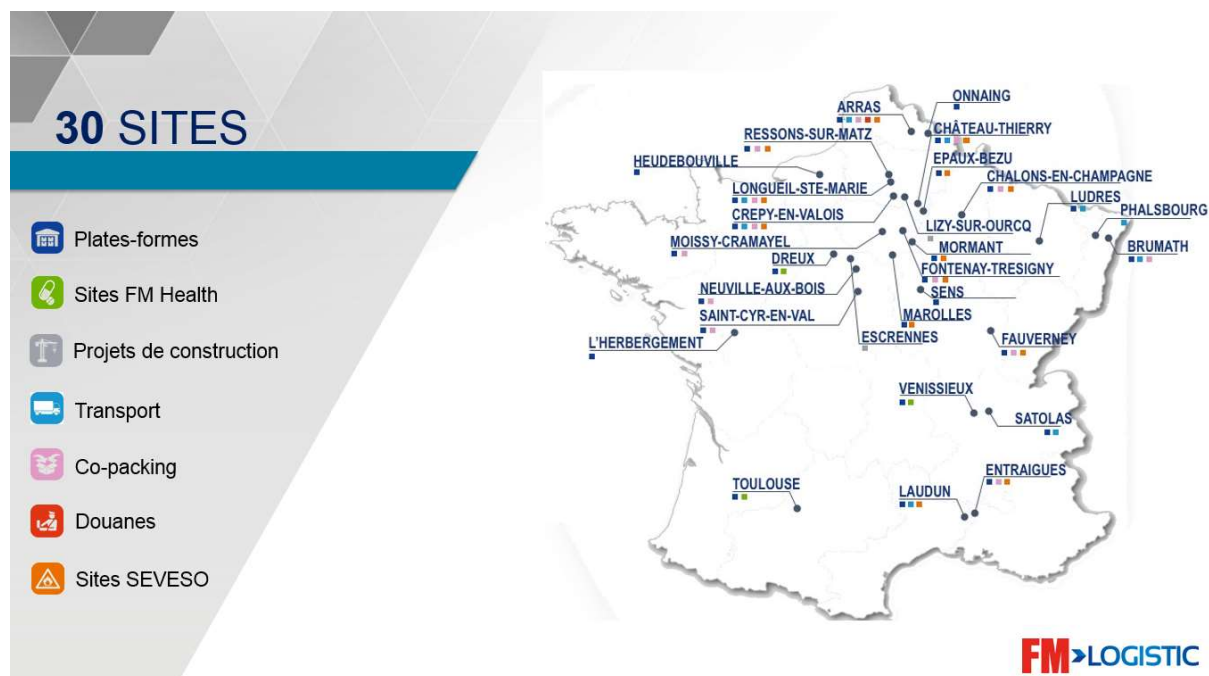 30 SITES
Plates-formes
Sites FM Health
Projets de construction
Transport
Co-packing
Douanes
Sites SEVESO
ONNAING
ARRAS
CHÂTEAU-THIERRY
RESSONS-SUR-MATZ
EPAUX-BEZU
HEUDEBOUVILLE
CHALONS-EN-CHAMPAGNE
LONGUEIL-STE-MARIE
LUDRES
PHALSBOURG
CREPY-EN-VALOIS
LIZY-SUR-OURCQ
MOISSY-CRAMAYEL
MORMANT
BRUMATH
DREUX
FONTENAY-TRESIGNY
NEUVILLE-AUX-BOIS
SENS
SAINT-CYR-EN-VAL
MAROLLES
L'HERBERGEMENT
ESCRENNES
FAUVERNEY
VENISSIEUX
SATOLAS
ENTRAIGUES
TOULOUSE
LAUDUN
FM LOGISTIC